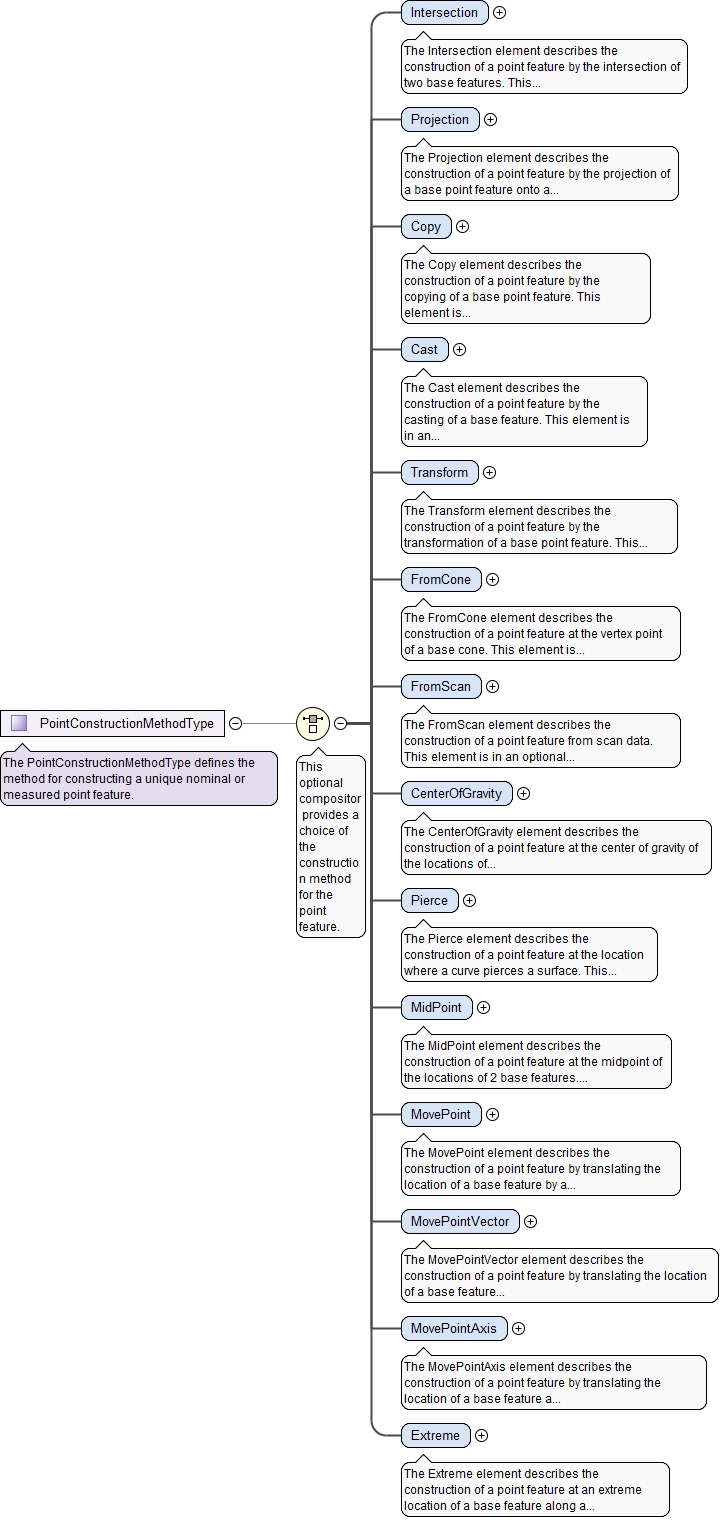 Intersection
The Intersection element describes the
construction of a point feature by the intersection of
two base features. This...
Projection
The Projection element describes the
construction of a point feature by the projection of
a base point feature onto a...
Copy
The Copy element describes the
construction of a point feature by the
copying of a base point feature. This
element is...
Cast
The Cast element describes the
construction of a point feature by the
casting of a base feature. This element is
in an...
Transform
The Transform element describes the
construction of a point feature by the
transformation of a base point feature. This...
FromCone
The FromCone element describes the
construction of a point feature at the vertex point
of a base cone. This element is...
FromScan
The FromScan element describes the
construction of a point feature from scan data.
This element is in an optional...
PointConstructionMethodType
The PointConstructionMethodType defines the
method for constructing a unique nominal or
measured point feature.
This
optional
compositor
provides a
choice of
the
constructio
n method
for the
point
feature.
CenterOfGravity
The CenterOfGravity element describes the
construction of a point feature at the center of gravity of
the locations of...
Pierce
The Pierce element describes the
construction of a point feature at the location
where a curve pierces a surface. This...
MidPoint
The MidPoint element describes the
construction of a point feature at the midpoint of
the locations of 2 base features....
MovePoint
The MovePoint element describes the
construction of a point feature by translating the
location of a base feature by a...
MovePointVector
The MovePointVector element describes the
construction of a point feature by translating the location
of a base feature...
MovePointAxis
The MovePointAxis element describes the
construction of a point feature by translating the
location of a base feature a...
Extreme
The Extreme element describes the
construction of a point feature at an extreme
location of a base feature along a...